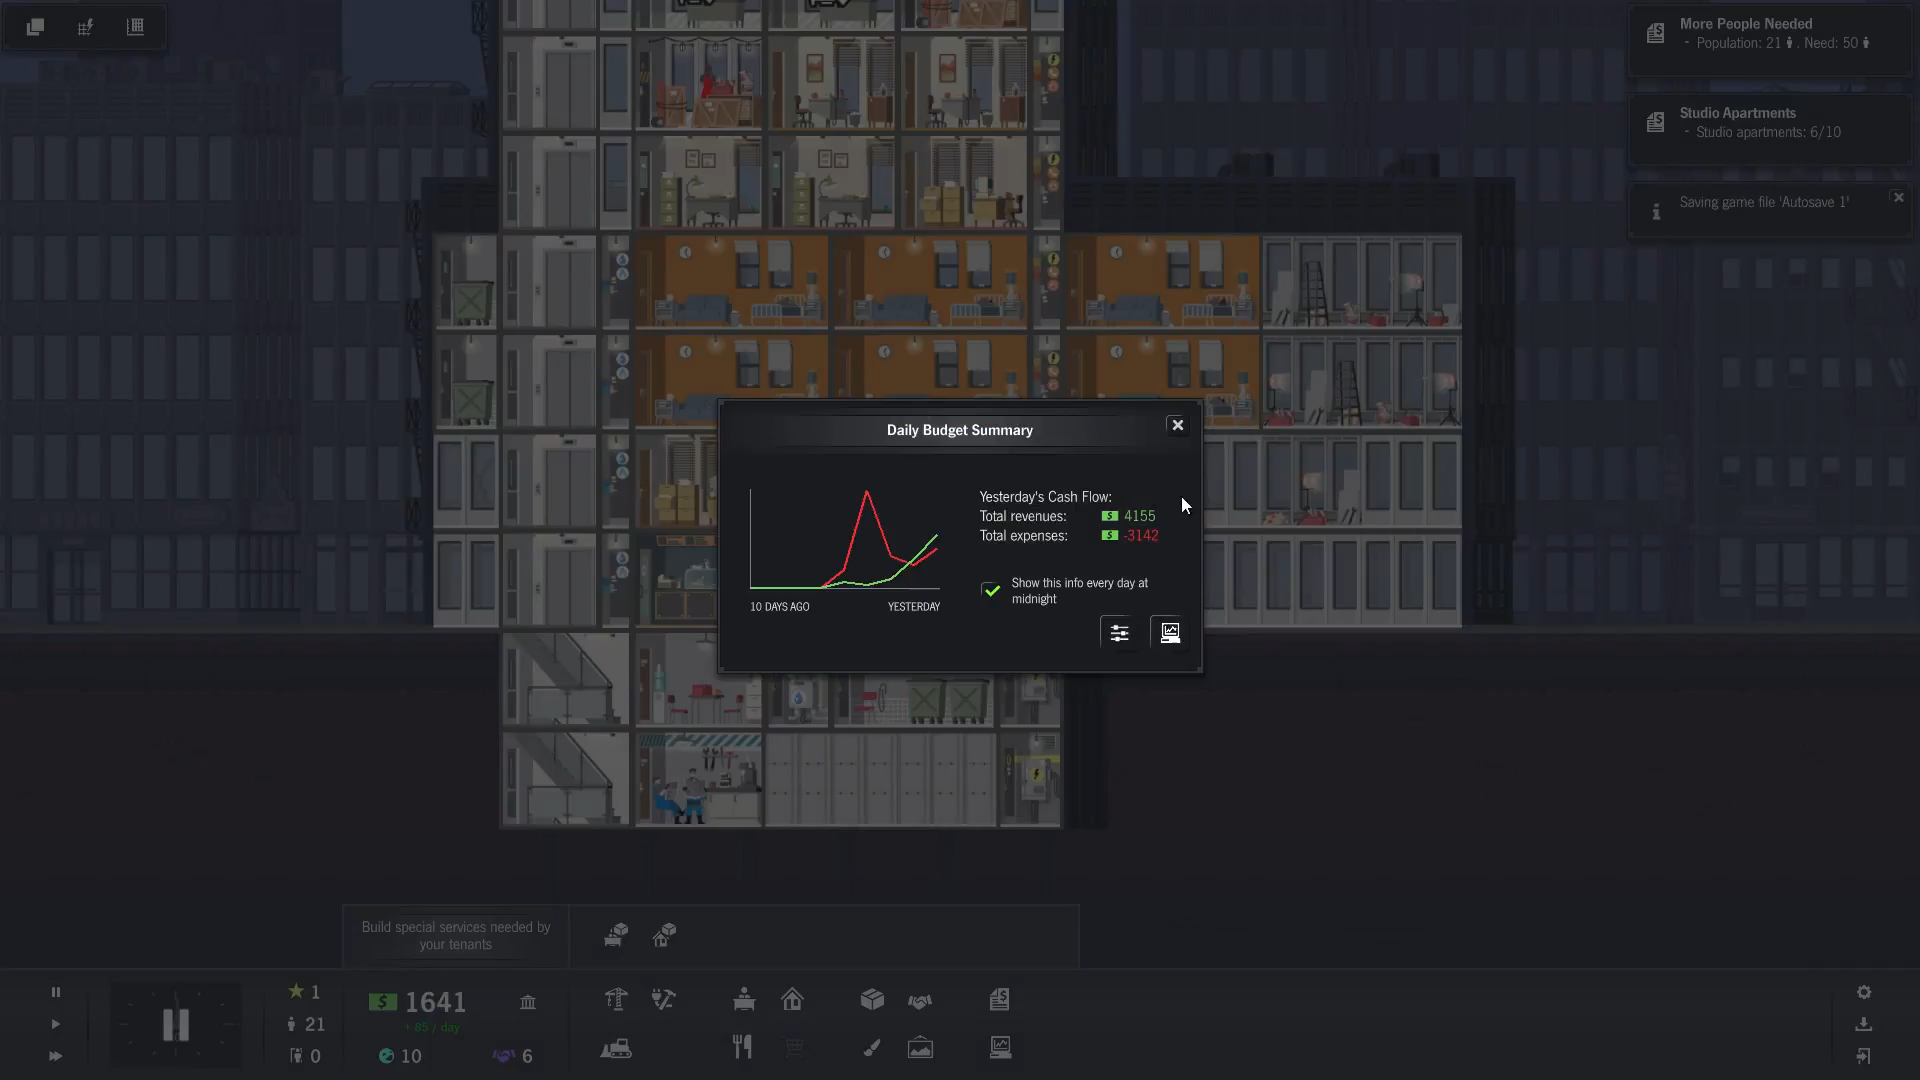 More People Needed
- Population: 21 . Need: 50
Studio Apartments
- Studio apartments: 6/10
Saving game file 'Autosave 1'
Daily Budget Summary
Yesterday's Cash Flow:
Total revenues: $ 4155
Total expenses: $ -3142
Show this info every day at
midnight
10 DAYS AGO YESTERDAY
Build special services needed by
your tenants
1
$ 1641
21
+ 85 / day
0
10
6